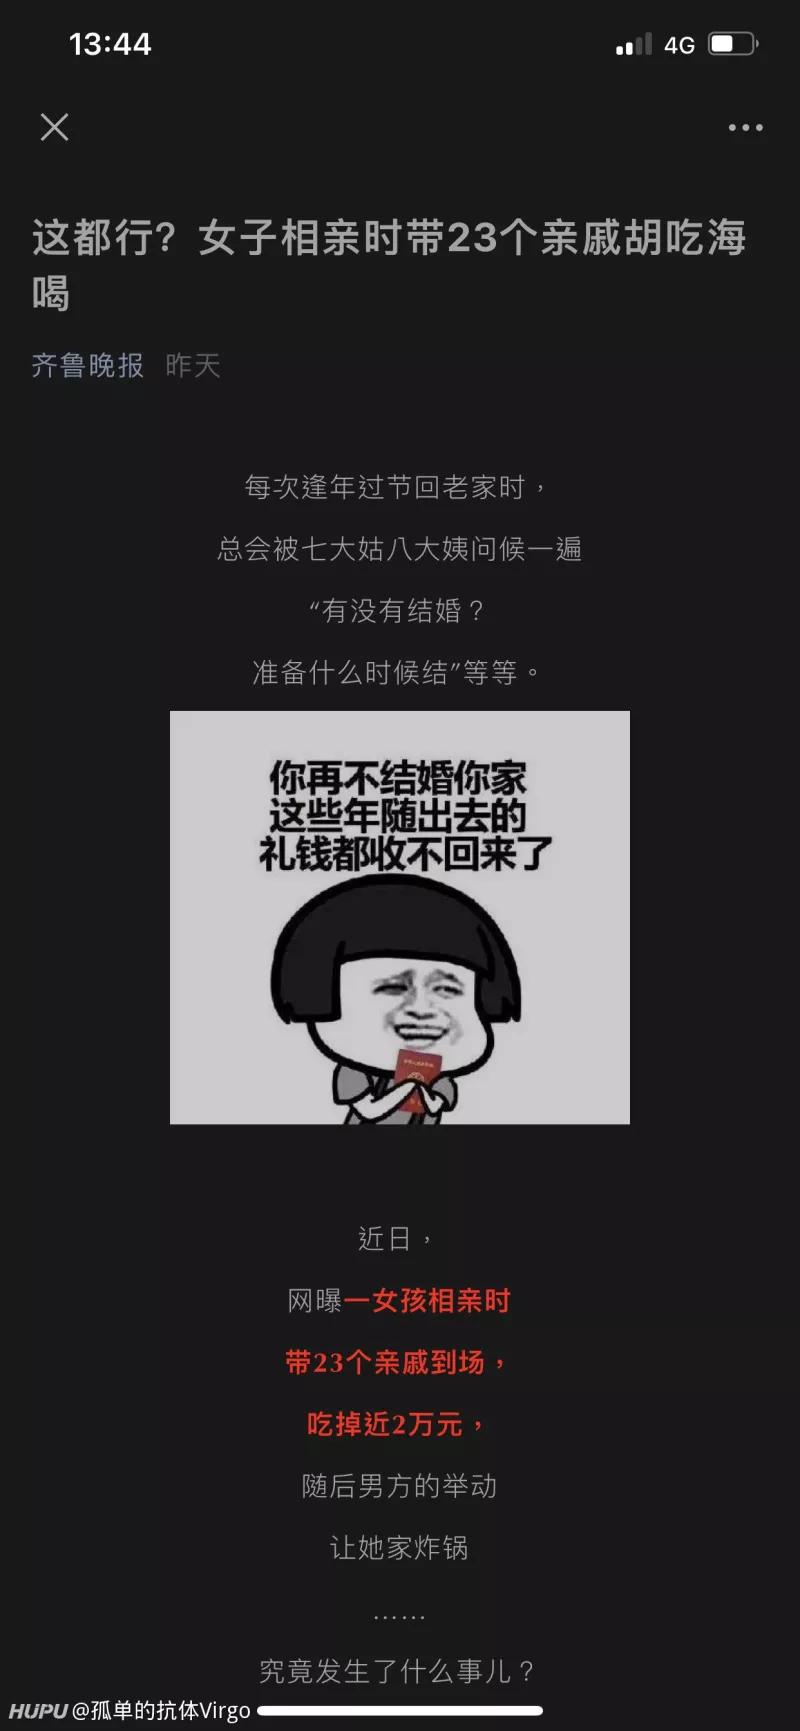 13:44
4G
这都行？女子相亲时带23个亲戚胡吃海
喝
齐鲁晚报 昨天
每次逢年过节回老家时，
总会被七大姑八大姨问候一遍
“有没有结婚？
准备什么时候结”等等。
你再不结婚你家
这些年随出去的
礼钱都收不回来了
近日，
网曝一女孩相亲时
带23个亲戚到场，
吃掉近2万元，
随后男方的举动
让她家炸锅
……
究竟发生了什么事儿？
HUPU @孤单的抗体Virgo